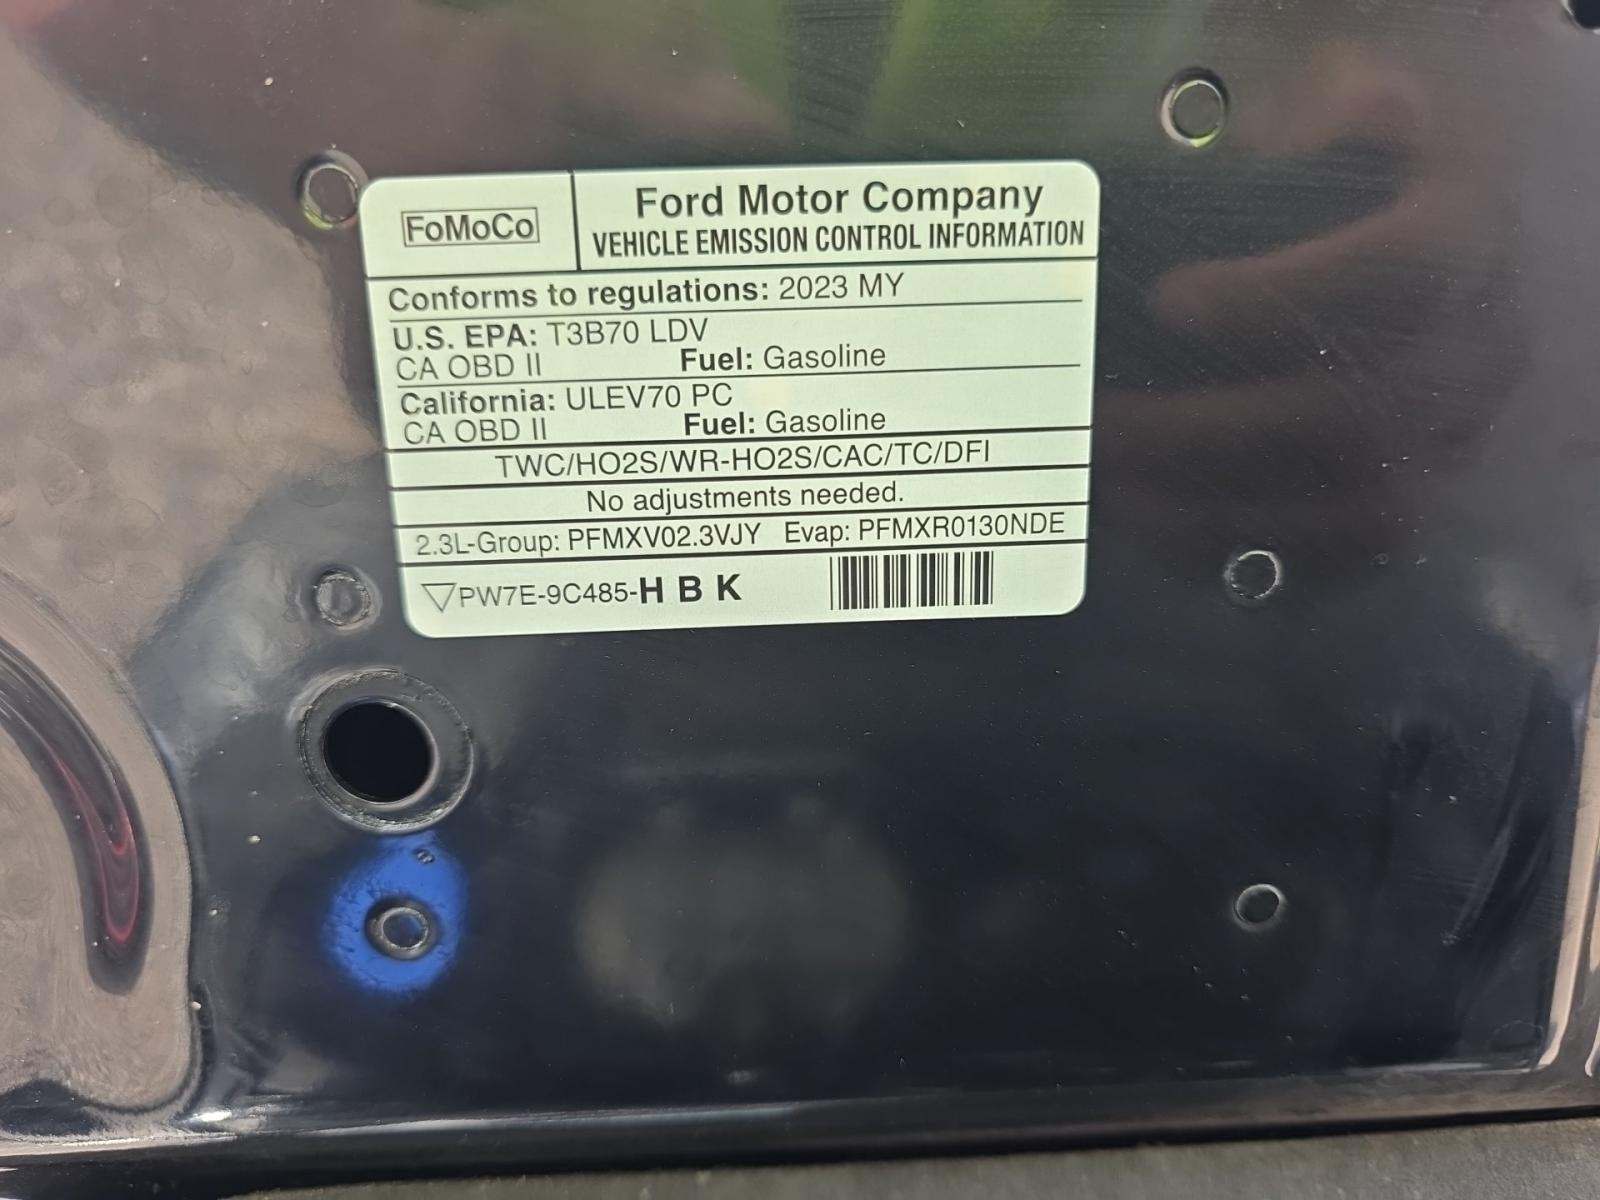 FoMoCo
Ford Motor Company
VEHICLE EMISSION CONTROL INFORMATION
Conforms to regulations: 2023 MY
U.S. EPA: T3B70 LDV
CA OBD II Fuel: Gasoline
California: ULEV70 PC
CA OBD II Fuel: Gasoline
TWC/HO2S/WR-HO2S/CAC/TC/DFI
No adjustments needed.
2.3L-Group: PFMXV02.3VJY Evap: PFMXR0130NDE
PW7E-9C485-H B K